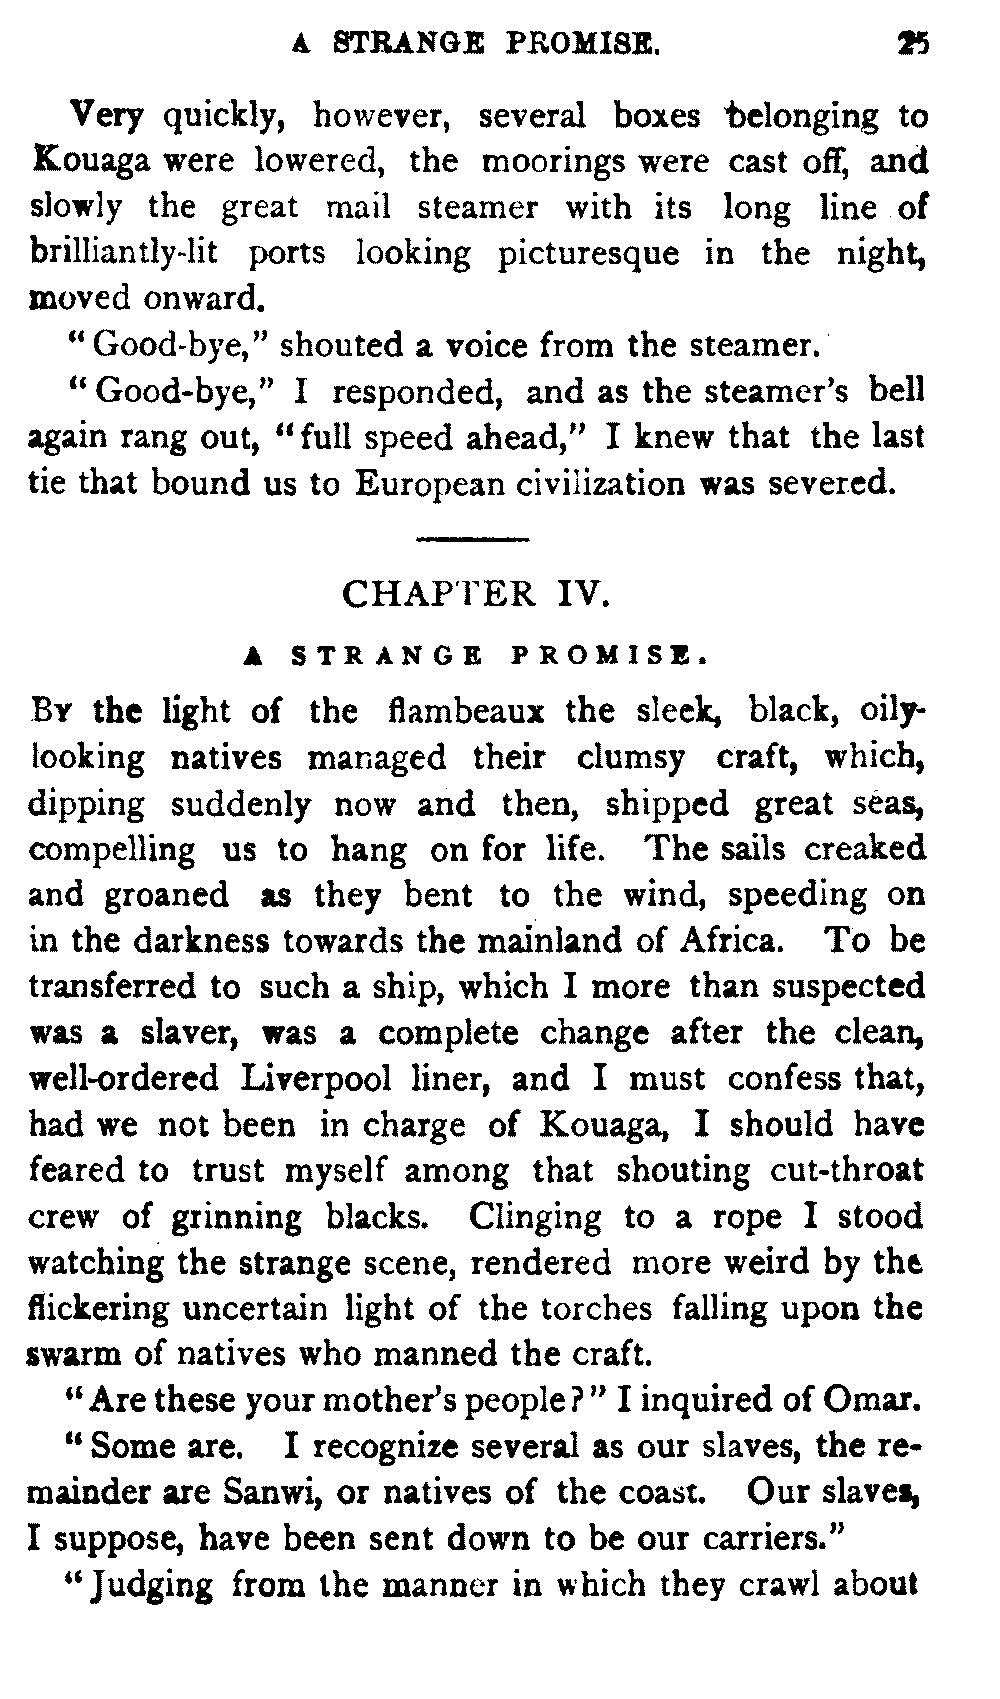 A STRANGE PROMISE. 25
Very quickly, however, several boxes belonging to
Kouaga were lowered, the moorings were cast off, and
slowly the great mail steamer with its long line of
brilliantly-lit ports looking picturesque in the night,
moved onward.
“Good-bye,” shouted a voice from the steamer.
“Good-bye,” I responded, and as the steamer’s bell
again rang out, “full speed ahead,” I knew that the last
tie that bound us to European civilization was severed.
CHAPTER IV.
A STRANGE PROMISE.
BY the light of the flambeaux the sleek, black, oily-
looking natives managed their clumsy craft, which,
dipping suddenly now and then, shipped great seas,
compelling us to hang on for life. The sails creaked
and groaned as they bent to the wind, speeding on
in the darkness towards the mainland of Africa. To be
transferred to such a ship, which I more than suspected
was a slaver, was a complete change after the clean,
well-ordered Liverpool liner, and I must confess that,
had we not been in charge of Kouaga, I should have
feared to trust myself among that shouting cut-throat
crew of grinning blacks. Clinging to a rope I stood
watching the strange scene, rendered more weird by the
flickering uncertain light of the torches falling upon the
swarm of natives who manned the craft.
“Are these your mother’s people?” I inquired of Omar.
“Some are. I recognize several as our slaves, the re-
mainder are Sanwi, or natives of the coast. Our slaves,
I suppose, have been sent down to be our carriers.”
“Judging from the manner in which they crawl about